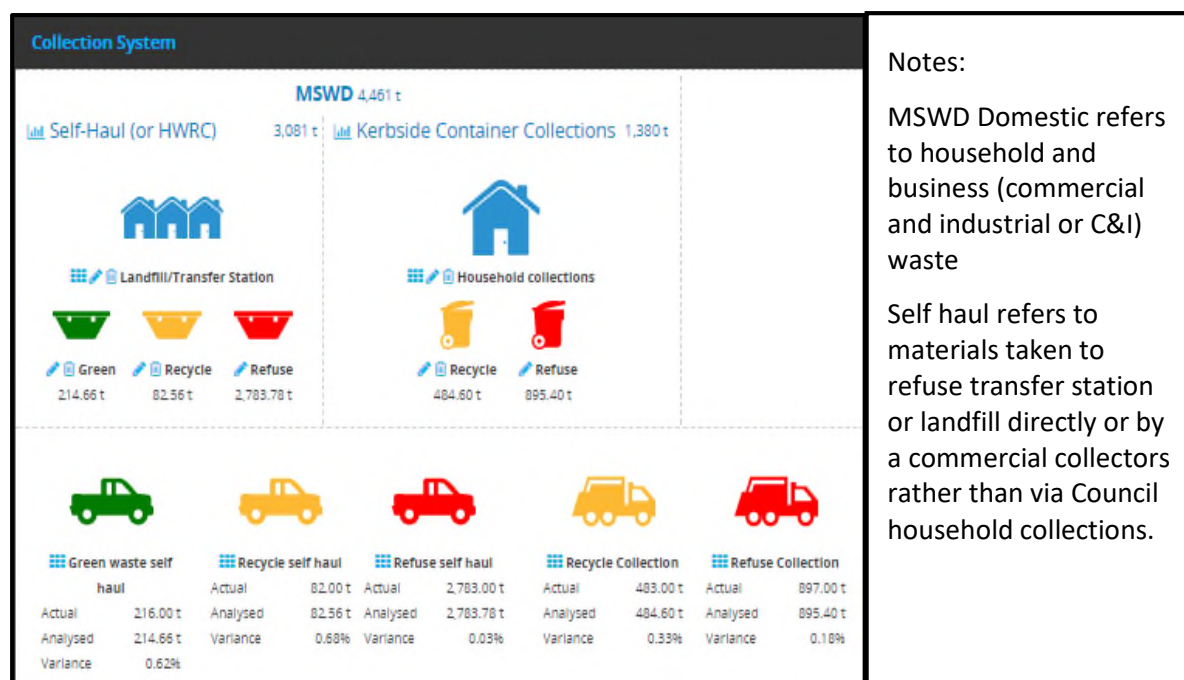 Collection System
MSWD 4,461 t
Self-Haul (or HWRC) 3,081 t
Kerbside Container Collections 1,380 t
Landfill/Transfer Station
Household collections
Green
Recycle
Refuse
214.66 t
82.56 t
2,783.78 t
Recycle
Refuse
484.60 t
895.40 t
Green waste self
haul
Actual 216.00 t
Analysed 214.66 t
Variance 0.62%
Recycle self haul
Actual 82.00 t
Analysed 82.56 t
Variance 0.68%
Refuse self haul
Actual 2,783.00 t
Analysed 2,783.78 t
Variance 0.03%
Recycle Collection
Actual 483.00 t
Analysed 484.60 t
Variance 0.33%
Refuse Collection
Actual 897.00 t
Analysed 895.40 t
Variance 0.18%
Notes:
MSWD Domestic refers
to household and
business (commercial
and industrial or C&I)
waste
Self haul refers to
materials taken to
refuse transfer station
or landfill directly or by
a commercial collectors
rather than via Council
household collections.